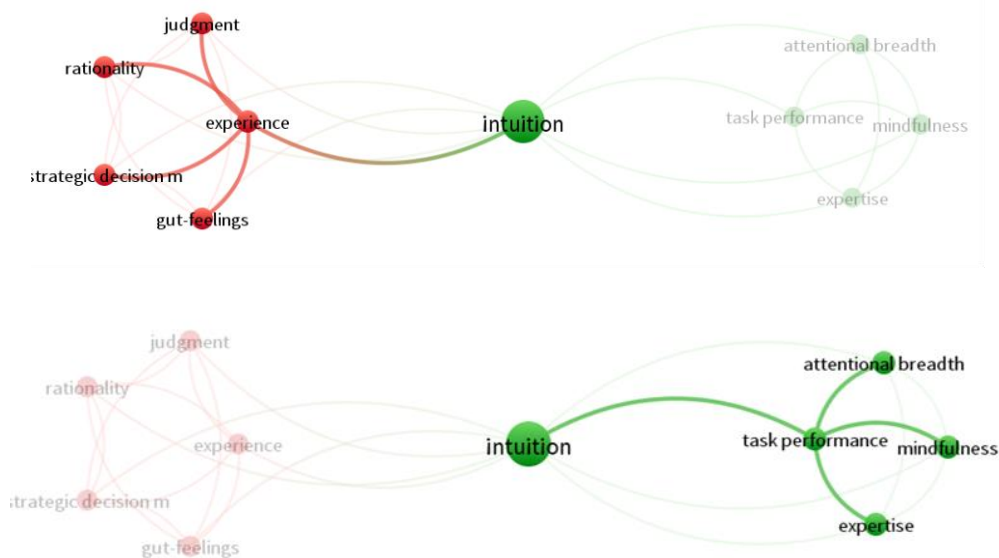 judgment
attentional breadth
rationality
task performance
experience
intuition
mindfulness
strategic decision m
expertise
gut-feelings
judgment
attentional breadth
rationality
task performance
experience
intuition
mindfulness
strategic decision m
expertise
gut-feelings